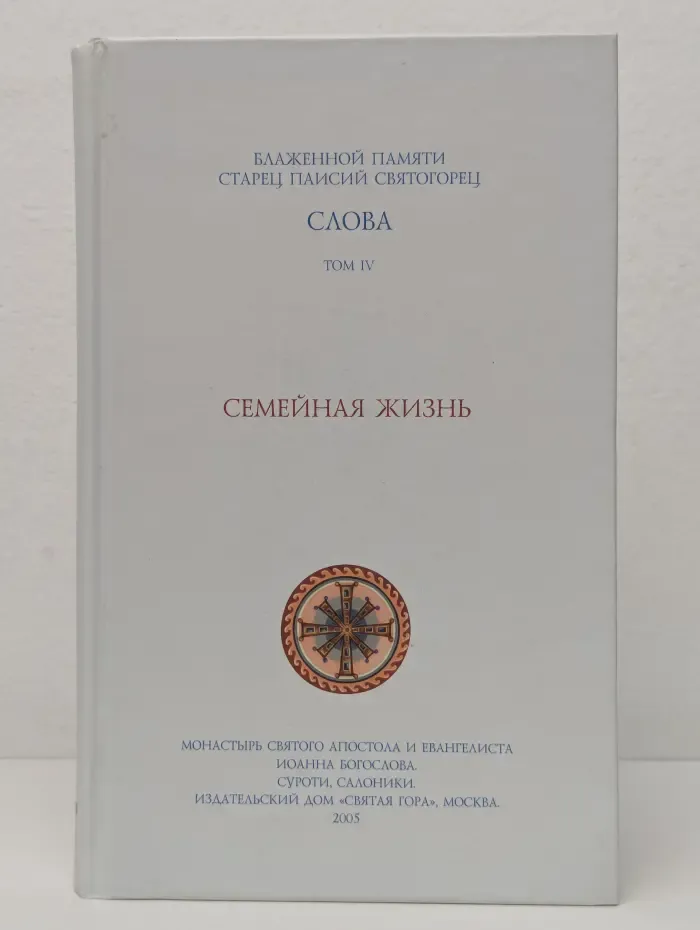 БЛАЖЕННОЙ ПАМЯТИ
СТАРЕЦ ПАИСИЙ СВЯТОГОРЕЦ
СЛОВА
ТОМ IV
СЕМЕЙНАЯ ЖИЗНЬ
МОНАСТЫРЬ СВЯТОГО АПОСТОЛА И ЕВАНГЕЛИСТА
ИОАННА БОГОСЛОВА.
СУРОТИ, САЛОНИКИ.
ИЗДАТЕЛЬСКИЙ ДОМ «СВЯТАЯ ГОРА», МОСКВА.
2005